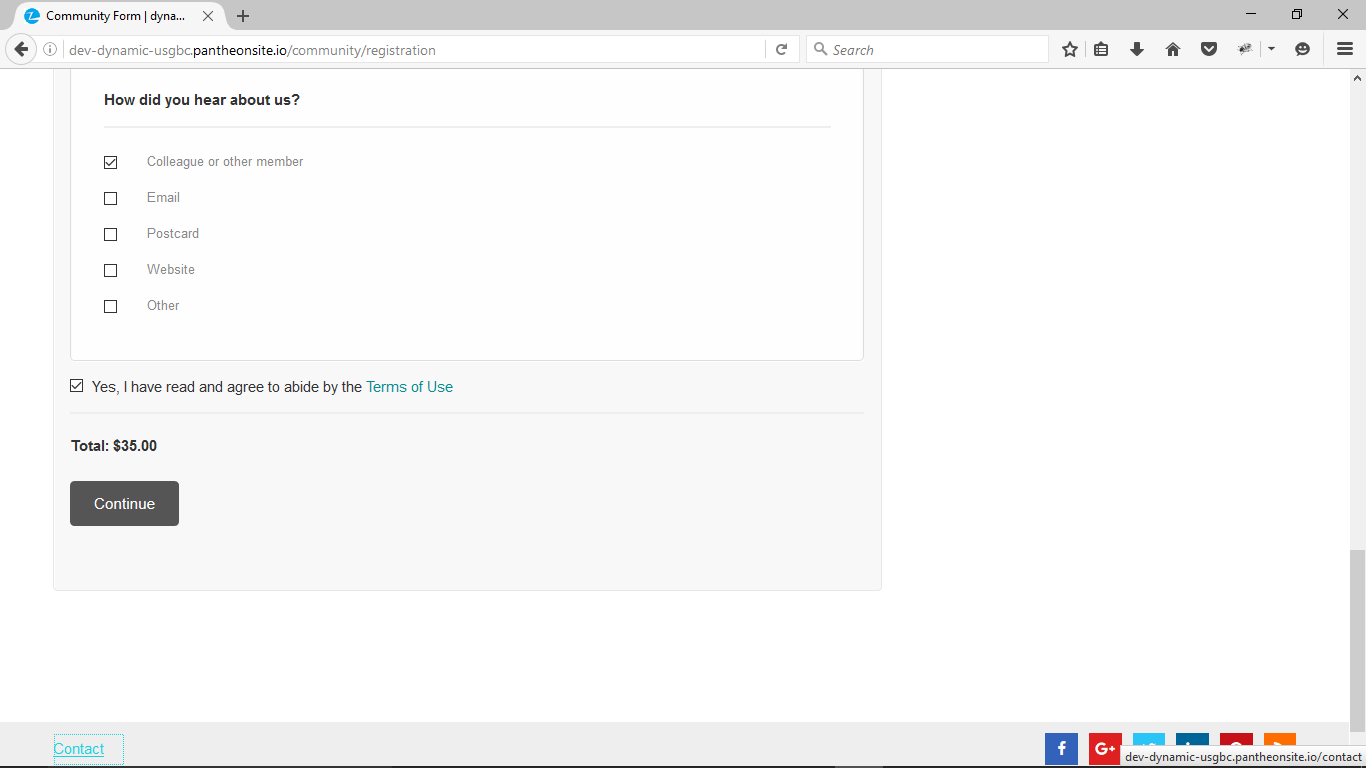 Community Form | dyna...
dev-dynamic-usgbc.pantheonsite.io/community/registration
Search
How did you hear about us?
Colleague or other member
Email
Postcard
Website
Other
Yes, I have read and agree to abide by the Terms of Use
Total: $35.00
Continue
Contact
f
G+
dev-dynamic-usgbc.pantheonsite.io/contact